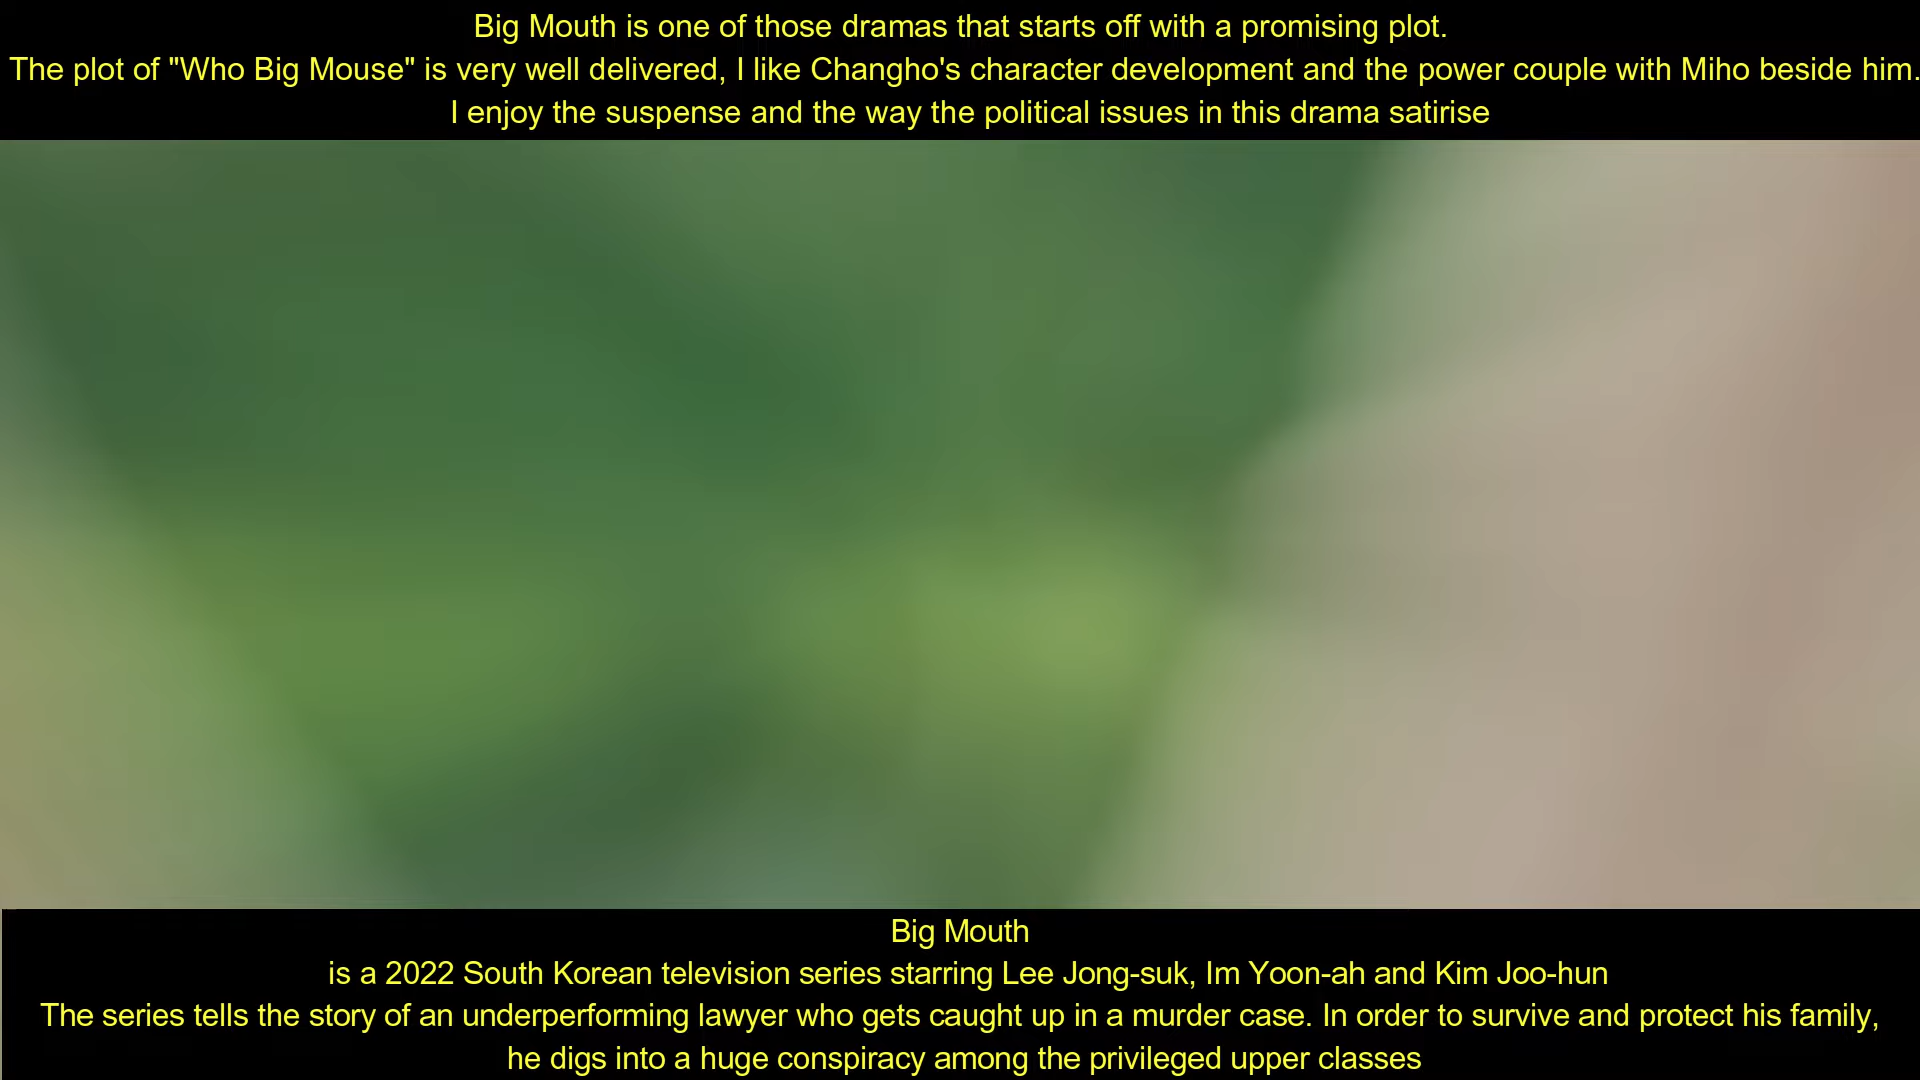 Big Mouth is one of those dramas that starts off with a promising plot.
The plot of "Who Big Mouse" is very well delivered, I like Changho's character development and the power couple with Miho beside him.
I enjoy the suspense and the way the political issues in this drama satirise
Big Mouth
is a 2022 South Korean television series starring Lee Jong-suk, Im Yoon-ah and Kim Joo-hun
The series tells the story of an underperforming lawyer who gets caught up in a murder case. In order to survive and protect his family,
he digs into a huge conspiracy among the privileged upper classes